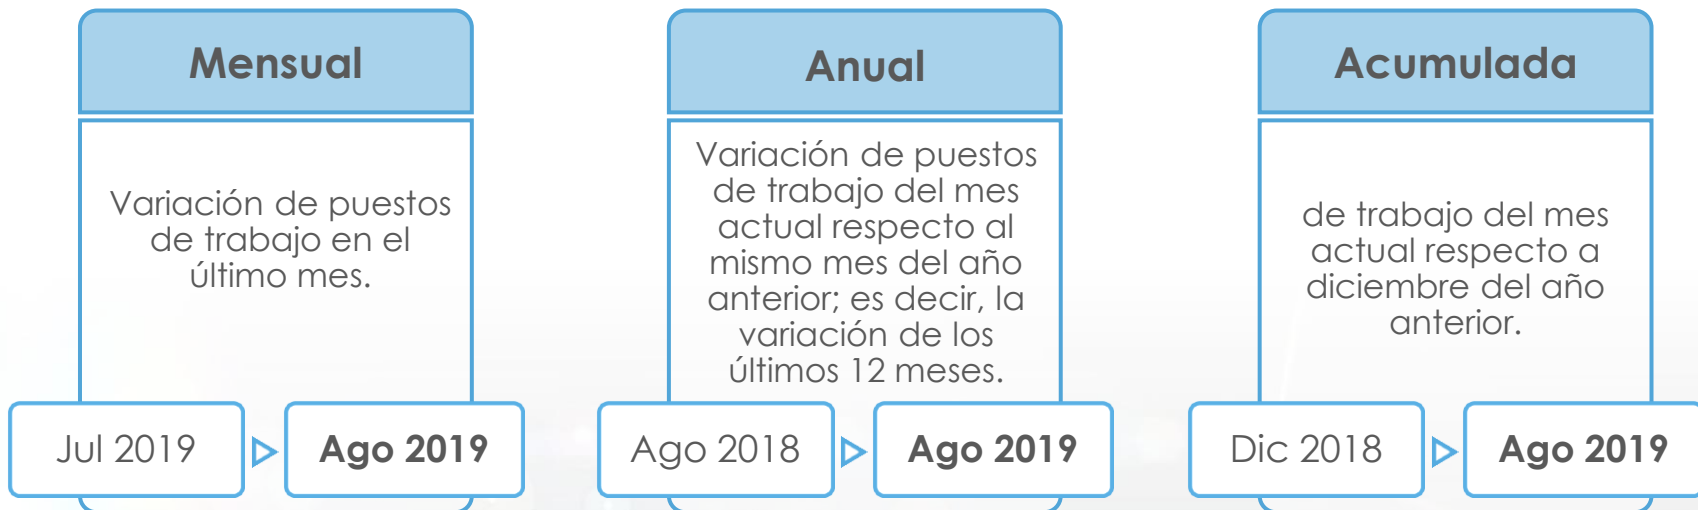 Mensual
Variación de puestos
de trabajo en el
último mes.
Jul 2019
Ago 2019
Anual
Variación de puestos
de trabajo del mes
actual respecto al
mismo mes del año
anterior; es decir, la
variación de los
últimos 12 meses.
Ago 2018
Ago 2019
Acumulada
de trabajo del mes
actual respecto a
diciembre del año
anterior.
Dic 2018
Ago 2019